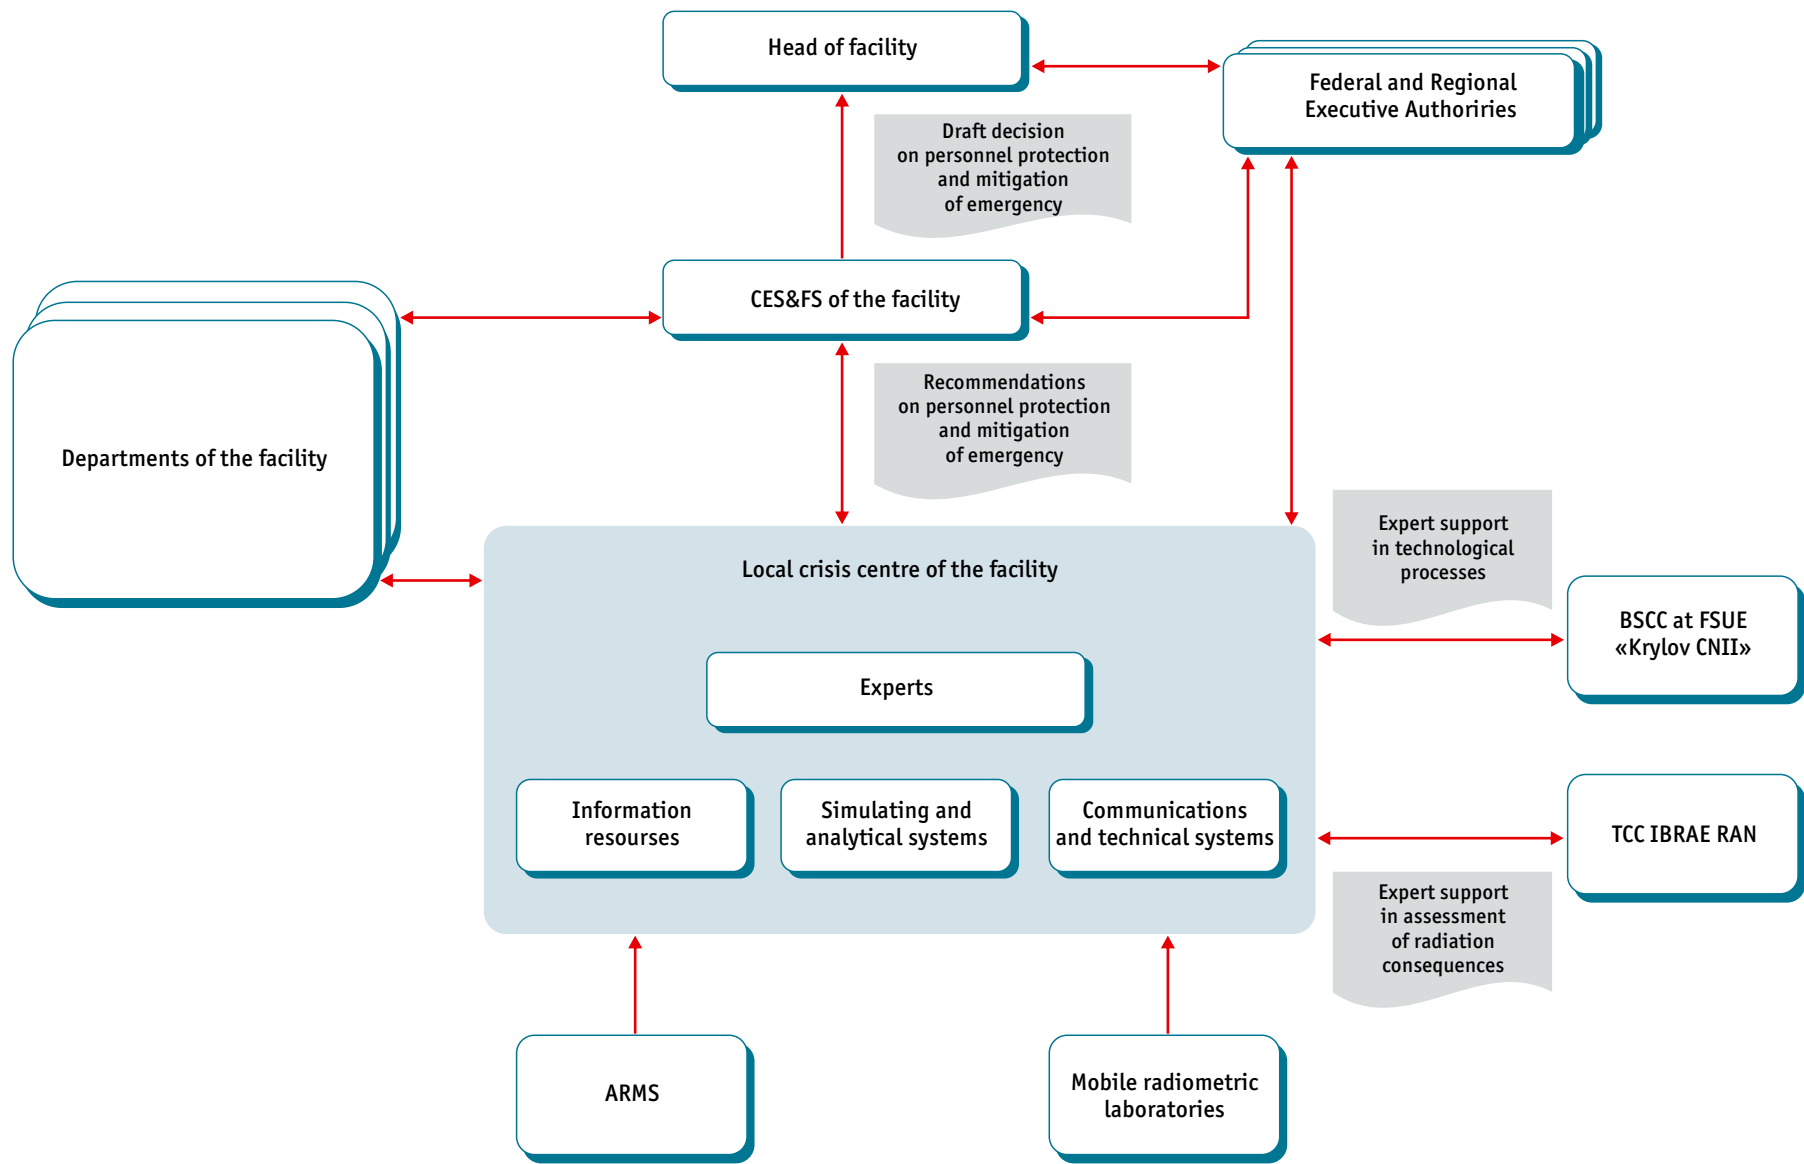 Head of facility
Federal and Regional
Executive Authoriries
Draft decision
on personnel protection
and mitigation
of emergency
CES&FS of the facility
Recommendations
on personnel protection
and mitigation
of emergency
Departments of the facility
Local crisis centre of the facility
Expert support
in technological
processes
BSCC at FSUE
«Krylov CNII»
Experts
Information
resourses
Simulating and
analytical systems
Communications
and technical systems
TCC IBRAE RAN
Expert support
in assessment
of radiation
consequences
ARMS
Mobile radiometric
laboratories